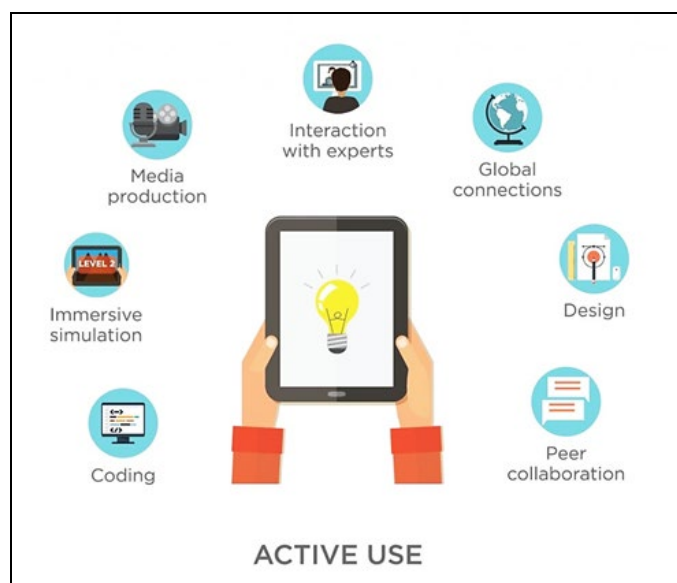 Interaction
with experts
Media
production
Global
connections
LEVEL 2
Immersive
simulation
Design
Coding
Peer
collaboration
ACTIVE USE